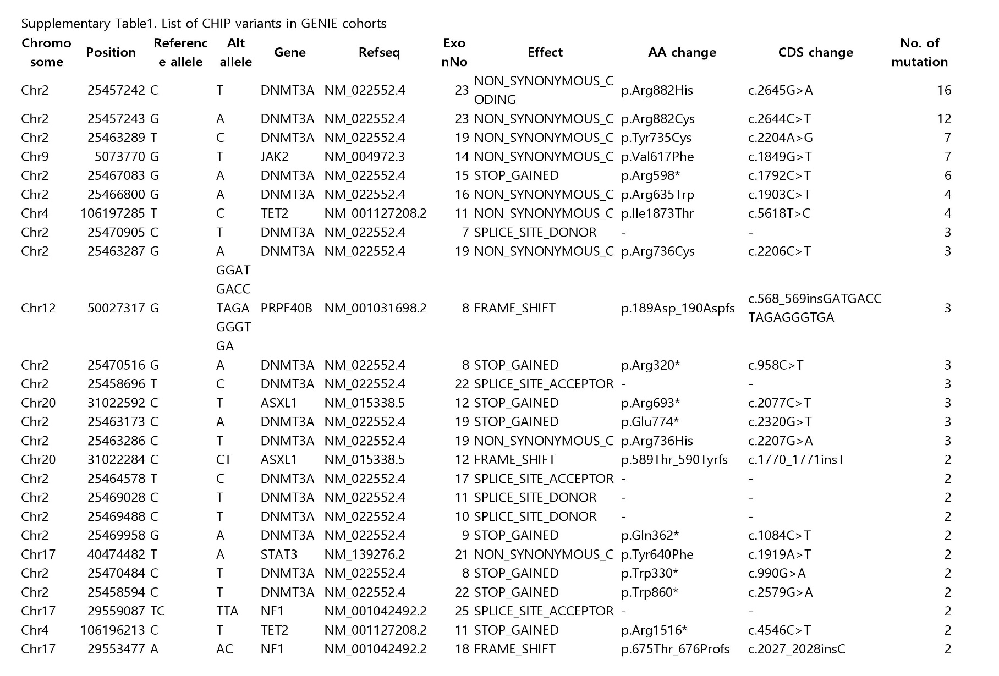 Supplementary Table1. List of CHIP variants in GENIE cohorts
Chromo some Position Referenc e allele Alt allele Gene Refseq Exo nNo Effect AA change CDS change No. of mutation
Chr2 25457242 C T DNMT3A NM_022552.4 23 NON_SYNONYMOUS_C ODING p.Arg882His c.2645G>A 16
Chr2 25457243 G A DNMT3A NM_022552.4 23 NON_SYNONYMOUS_C p.Arg882Cys c.2644C>T 12
Chr2 25463289 T C DNMT3A NM_022552.4 19 NON_SYNONYMOUS_C p.Tyr735Cys c.2204A>G 7
Chr9 5073770 G T JAK2 NM_004972.3 14 NON_SYNONYMOUS_C p.Val617Phe c.1849G>T 7
Chr2 25467083 G A DNMT3A NM_022552.4 15 STOP_GAINED p.Arg598* c.1792C>T 6
Chr2 25466800 G A DNMT3A NM_022552.4 16 NON_SYNONYMOUS_C p.Arg635Trp c.1903C>T 4
Chr4 106197285 T C TET2 NM_001127208.2 11 NON_SYNONYMOUS_C p.Ile1873Thr c.5618T>C 4
Chr2 25470905 C T DNMT3A NM_022552.4 7 SPLICE_SITE_DONOR - - 3
Chr2 25463287 G A DNMT3A NM_022552.4 19 NON_SYNONYMOUS_C p.Arg736Cys c.2206C>T 3
Chr12 50027317 G GGAT GACC TAGA GGGT GA PRPF40B NM_001031698.2 8 FRAME_SHIFT p.189Asp_190Aspfs c.568_569insGATGACC TAGAGGGTGA 3
Chr2 25470516 G A DNMT3A NM_022552.4 8 STOP_GAINED p.Arg320* c.958C>T 3
Chr2 25458696 T C DNMT3A NM_022552.4 22 SPLICE_SITE_ACCEPTOR - - 3
Chr20 31022592 C T ASXL1 NM_015338.5 12 STOP_GAINED p.Arg693* c.2077C>T 3
Chr2 25463173 C A DNMT3A NM_022552.4 19 STOP_GAINED p.Glu774* c.2320G>T 3
Chr2 25463286 C T DNMT3A NM_022552.4 19 NON_SYNONYMOUS_C p.Arg736His c.2207G>A 3
Chr20 31022284 C CT ASXL1 NM_015338.5 12 FRAME_SHIFT p.589Thr_590Tyrfs c.1770_1771insT 2
Chr2 25464578 T C DNMT3A NM_022552.4 17 SPLICE_SITE_ACCEPTOR - - 2
Chr2 25469028 C T DNMT3A NM_022552.4 11 SPLICE_SITE_DONOR - - 2
Chr2 25469488 C T DNMT3A NM_022552.4 10 SPLICE_SITE_DONOR - - 2
Chr2 25469958 G A DNMT3A NM_022552.4 9 STOP_GAINED p.Gln362* c.1084C>T 2
Chr17 40474482 T A STAT3 NM_139276.2 21 NON_SYNONYMOUS_C p.Tyr640Phe c.1919A>T 2
Chr2 25470484 C T DNMT3A NM_022552.4 8 STOP_GAINED p.Trp330* c.990G>A 2
Chr2 25458594 C T DNMT3A NM_022552.4 22 STOP_GAINED p.Trp860* c.2579G>A 2
Chr17 29559087 TC TTA NF1 NM_001042492.2 25 SPLICE_SITE_ACCEPTOR - - 2
Chr4 106196213 C T TET2 NM_001127208.2 11 STOP_GAINED p.Arg1516* c.4546C>T 2
Chr17 29553477 A AC NF1 NM_001042492.2 18 FRAME_SHIFT p.675Thr_676Profs c.2027_2028insC 2